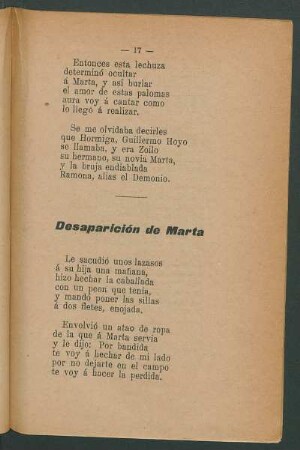 — 17 —
Entonces esta lechuza
determinó ocultar
á Marta, y así burlar
el amor de estas palomas
aura voy á cantar como
lo llegó á realizar.
Se me olvidaba decirles
que Hormiga, Guillermo Hoyo
se llamaba, y era Zoilo
su hermano, su novia Marta,
y la bruja endiablada
Ramona, alias el Demonio.
Desaparición de Marta
Le sacudió unos lazasos
á su hija una mañana,
hizo hechar la caballada
con un peon que tenía,
y mandó poner las sillas
á dos fletes, enojada.
Envolvió un atao de ropa
de la que á Marta servía
y le dijo: Por bandida
te voy á hechar de mi lado
por no dejarte en el campo
te voy á hacer la perdida.